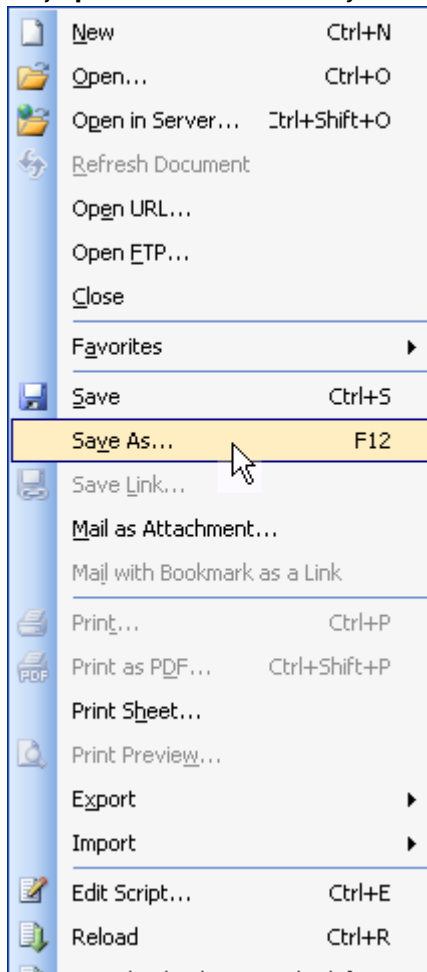 New Ctrl+N
Open... Ctrl+O
Open in Server... Ctrl+Shift+O
Refresh Document
Open URL...
Open FTP...
Close
Favorites
Save Ctrl+S
Save As... F12
Save Link...
Mail as Attachment...
Mail with Bookmark as a Link
Print... Ctrl+P
PDF Print as PDF... Ctrl+Shift+P
Print Sheet...
Print Preview...
Export
Import
Edit Script... Ctrl+E
Reload Ctrl+R